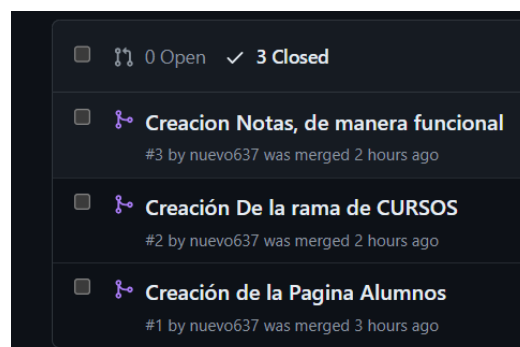 0 Open 3 Closed
Creacion Notas, de manera funcional
#3 by nuevo637 was merged 2 hours ago
Creación De la rama de CURSOS
#2 by nuevo637 was merged 2 hours ago
Creación de la Pagina Alumnos
#1 by nuevo637 was merged 3 hours ago